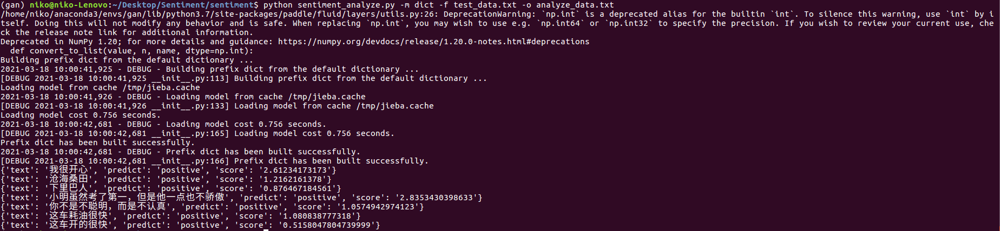 (gan) niko@niko-Lenovo:~/Desktop/Sentiment/sentiment$ python sentiment_analyze.py -m dict -f test_data.txt -o analyze_data.txt
/home/niko/anaconda3/envs/gan/lib/python3.7/site-packages/paddle/fluid/layers/utils.py:26: DeprecationWarning: `np.int` is a deprecated alias for the builtin `int`. To silence this warning, use `int` by i
tself. Doing this will not modify any behavior and is safe. When replacing `np.int`, you may wish to use e.g. `np.int64` or `np.int32` to specify the precision. If you wish to review your current use, che
ck the release note link for additional information.
Deprecated in NumPy 1.20; for more details and guidance: https://numpy.org/devdocs/release/1.20.0-notes.html#deprecations
  def convert_to_list(value, n, name, dtype=np.int):
Building prefix dict from the default dictionary ...
2021-03-18 10:00:41,925 - DEBUG - Building prefix dict from the default dictionary ...
[DEBUG 2021-03-18 10:00:41,925 __init__.py:113] Building prefix dict from the default dictionary ...
Loading model from cache /tmp/jieba.cache
2021-03-18 10:00:41,926 - DEBUG - Loading model from cache /tmp/jieba.cache
[DEBUG 2021-03-18 10:00:41,926 __init__.py:133] Loading model from cache /tmp/jieba.cache
Loading model cost 0.756 seconds.
2021-03-18 10:00:42,681 - DEBUG - Loading model cost 0.756 seconds.
[DEBUG 2021-03-18 10:00:42,681 __init__.py:165] Loading model cost 0.756 seconds.
Prefix dict has been built successfully.
2021-03-18 10:00:42,681 - DEBUG - Prefix dict has been built successfully.
[DEBUG 2021-03-18 10:00:42,681 __init__.py:166] Prefix dict has been built successfully.
{'text': '我很开心', 'predict': 'positive', 'score': '2.61234173173'}
{'text': '沧海桑田', 'predict': 'positive', 'score': '1.2162161378'}
{'text': '下里巴人', 'predict': 'positive', 'score': '0.876467184561'}
{'text': '小明虽然考了第一，但是他一点也不骄傲', 'predict': 'positive', 'score': '2.8353430398633'}
{'text': '你不是不聪明，而是不认真', 'predict': 'positive', 'score': '1.0574942974123'}
{'text': '这车耗油很快', 'predict': 'positive', 'score': '1.080838777318'}
{'text': '这车开的很快', 'predict': 'positive', 'score': '0.5158047804739999'}